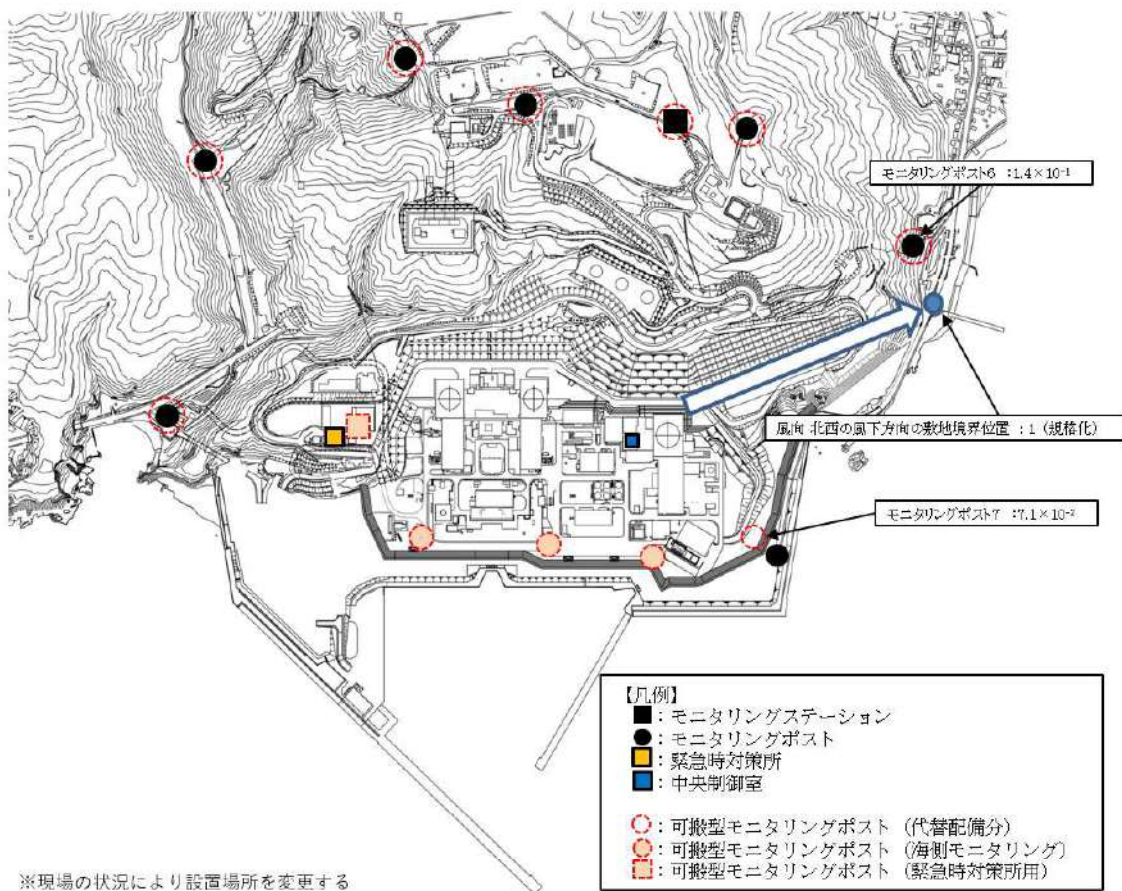 モニタリングポスト6 :1.4×10⁻¹
風向 北西の風下方向の敷地境界位置 :1(規格化)
モニタリングポスト7 :7.1×10⁻²
【凡例】
:モニタリングステーション
:モニタリングポスト
:緊急時対策所
:中央制御室
:可搬型モニタリングポスト (代替配備分)
:可搬型モニタリングポスト (海側モニタリング)
:可搬型モニタリングポスト (緊急時対策所用)
※現場の状況により設置場所を変更する